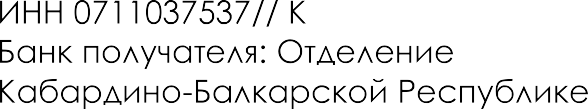 ИНН 0711037537// К
Банк получателя: Отделение
Кабардино-Балкарской Республике